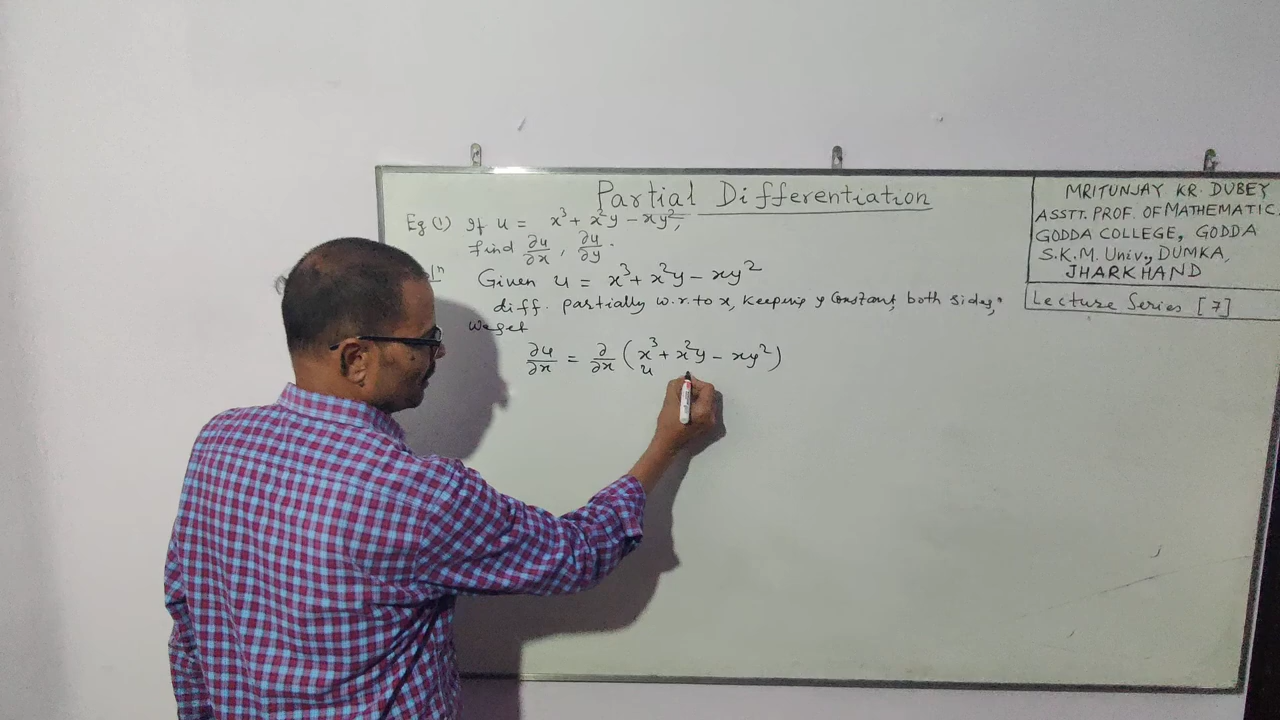 Partial Differentiation
Eg (1) If u = x³ + x²y − xy²,
find ∂u/∂x, ∂u/∂y.
lⁿ Given u = x³ + x²y − xy²
diff. partially w.r.to x, Keeping y Constant, both sides,
we get
∂u/∂x = ∂/∂x (x³ + x²y − xy²)
u
MRITUNJAY KR. DUBEY
ASSTT. PROF. OF MATHEMATIC
GODDA COLLEGE, GODDA
S.K.M. Univ., DUMKA,
JHARKHAND
Lecture Series [7]